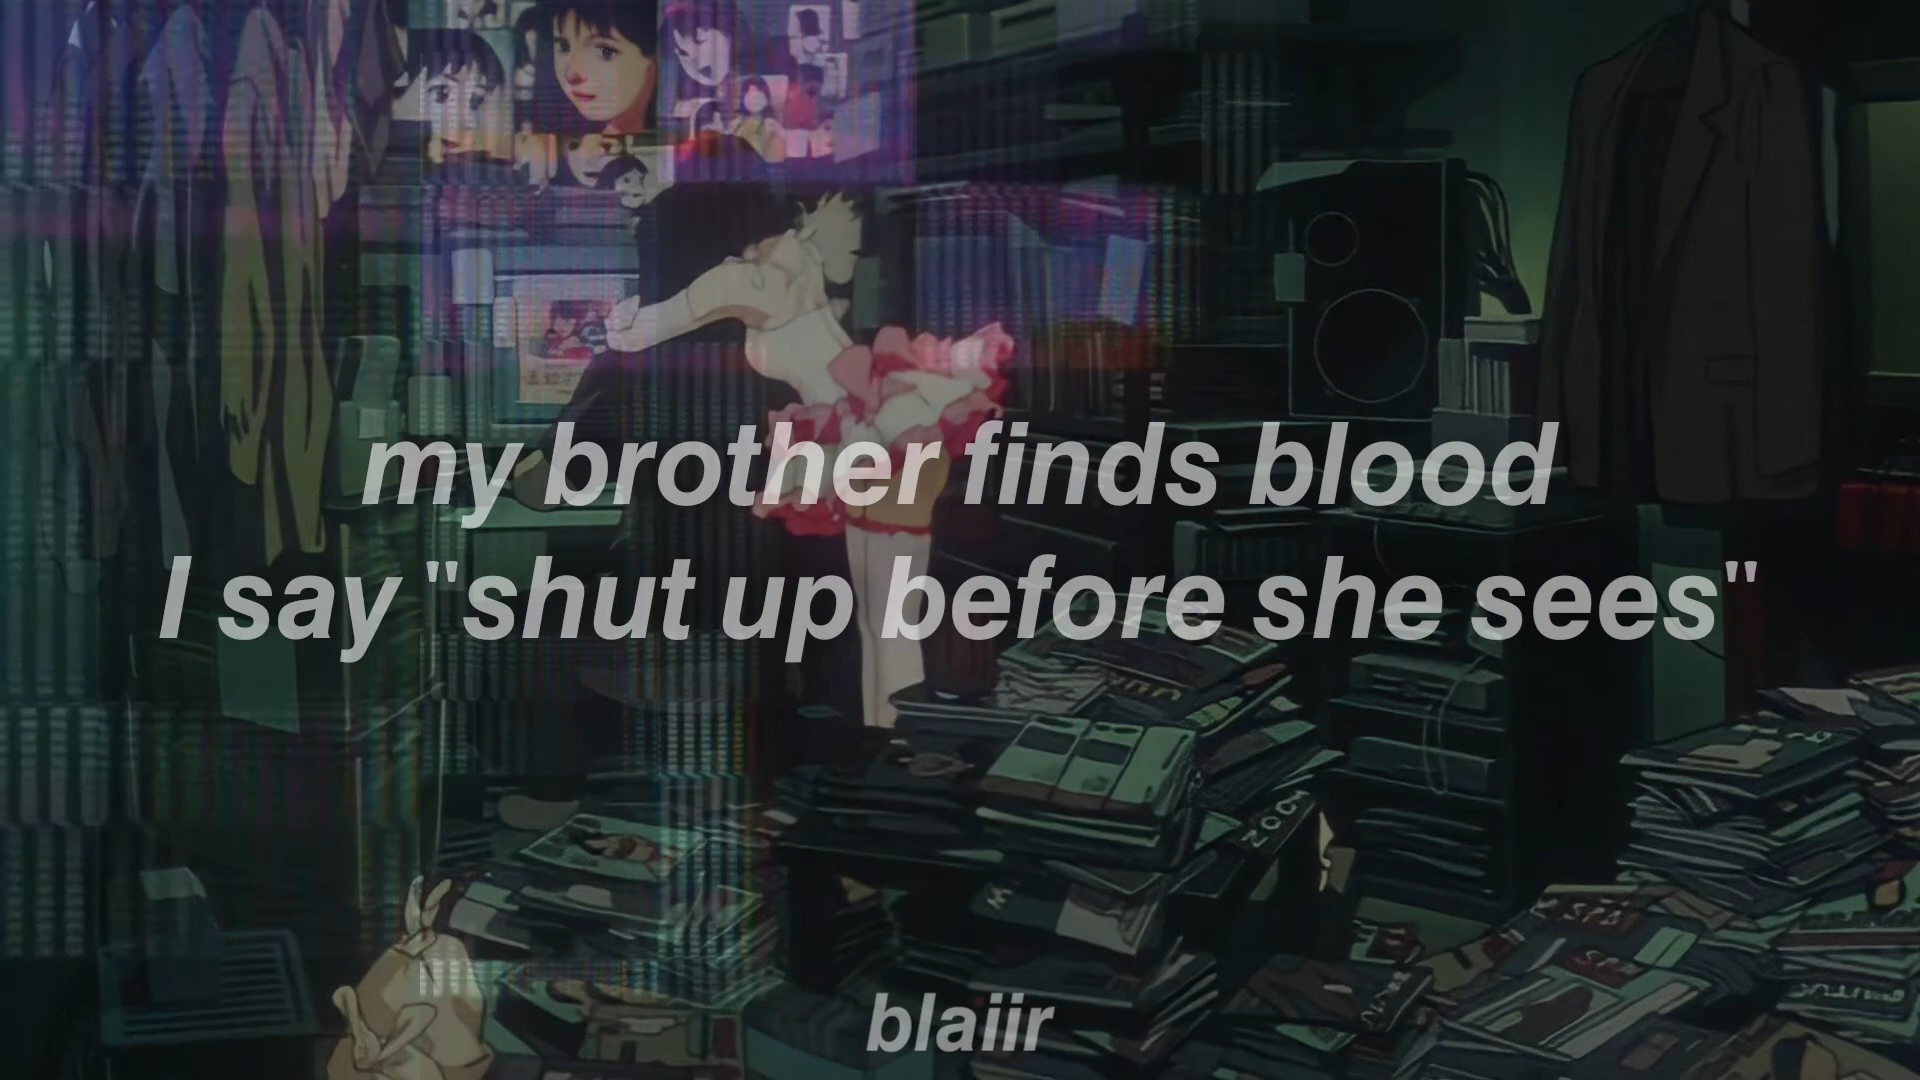 my brother finds blood
I say "shut up before she sees"
blaiir